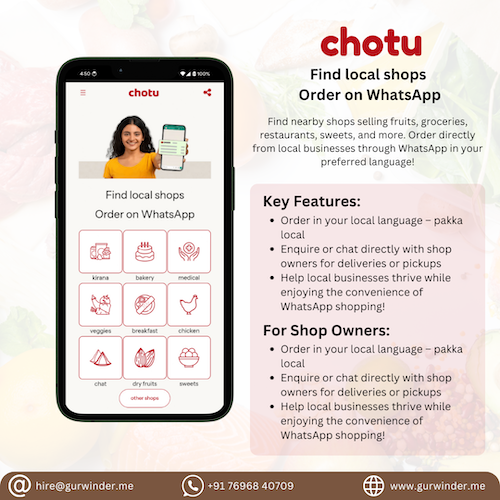 4:50
100%
chotu
Find local shops
Order on WhatsApp
kirana
bakery
medical
veggies
breakfast
chicken
chat
dry fruits
sweets
other shops
chotu
Find local shops
Order on WhatsApp
Find nearby shops selling fruits, groceries,
restaurants, sweets, and more. Order directly
from local businesses through WhatsApp in your
preferred language!
Key Features:
Order in your local language – pakka
local
Enquire or chat directly with shop
owners for deliveries or pickups
Help local businesses thrive while
enjoying the convenience of
WhatsApp shopping!
For Shop Owners:
Order in your local language – pakka
local
Enquire or chat directly with shop
owners for deliveries or pickups
Help local businesses thrive while
enjoying the convenience of
WhatsApp shopping!
hire@gurwinder.me
+91 76968 40709
www.gurwinder.me